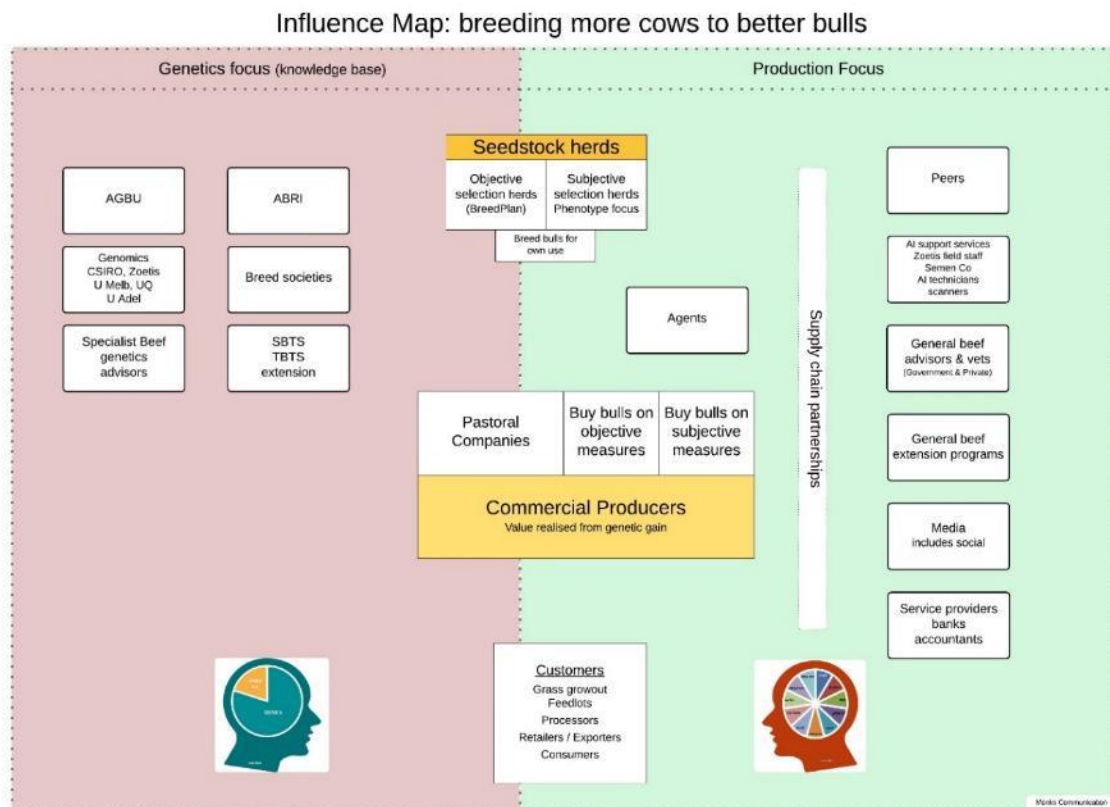 Influence Map: breeding more cows to better bulls
Genetics focus (knowledge base)
Production Focus
AGBU
ABRI
Genomics
CSIRO, Zoetis
U Melb, UQ
U Adel
Breed societies
Specialist Beef
genetics
advisors
SBTS
TBTS
extension
Seedstock herds
Objective
selection herds
(BreedPlan)
Subjective
selection herds
Phenotype focus
Breed bulls for
own use
Agents
Pastoral
Companies
Buy bulls on
objective
measures
Buy bulls on
subjective
measures
Commercial Producers
Value realised from genetic gain
Customers
Grass growout
Feedlots
Processors
Retailers / Exporters
Consumers
Supply chain partnerships
Peers
AI support services
Zoetis field staff
Semen Co
AI technicians
scanners
General beef
advisors & vets
(Government & Private)
General beef
extension programs
Media
includes social
Service providers
banks
accountants
Monks Communication